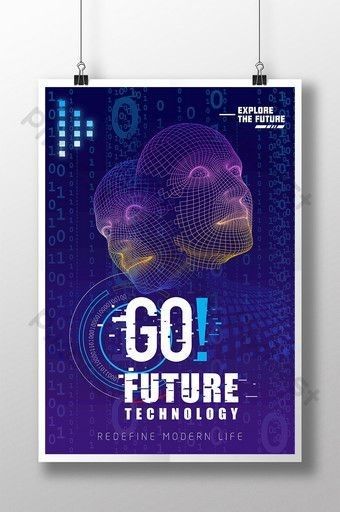 EXPLORE
THE FUTURE
GO!
FUTURE
TECHNOLOGY
REDEFINE MODERN LIFE